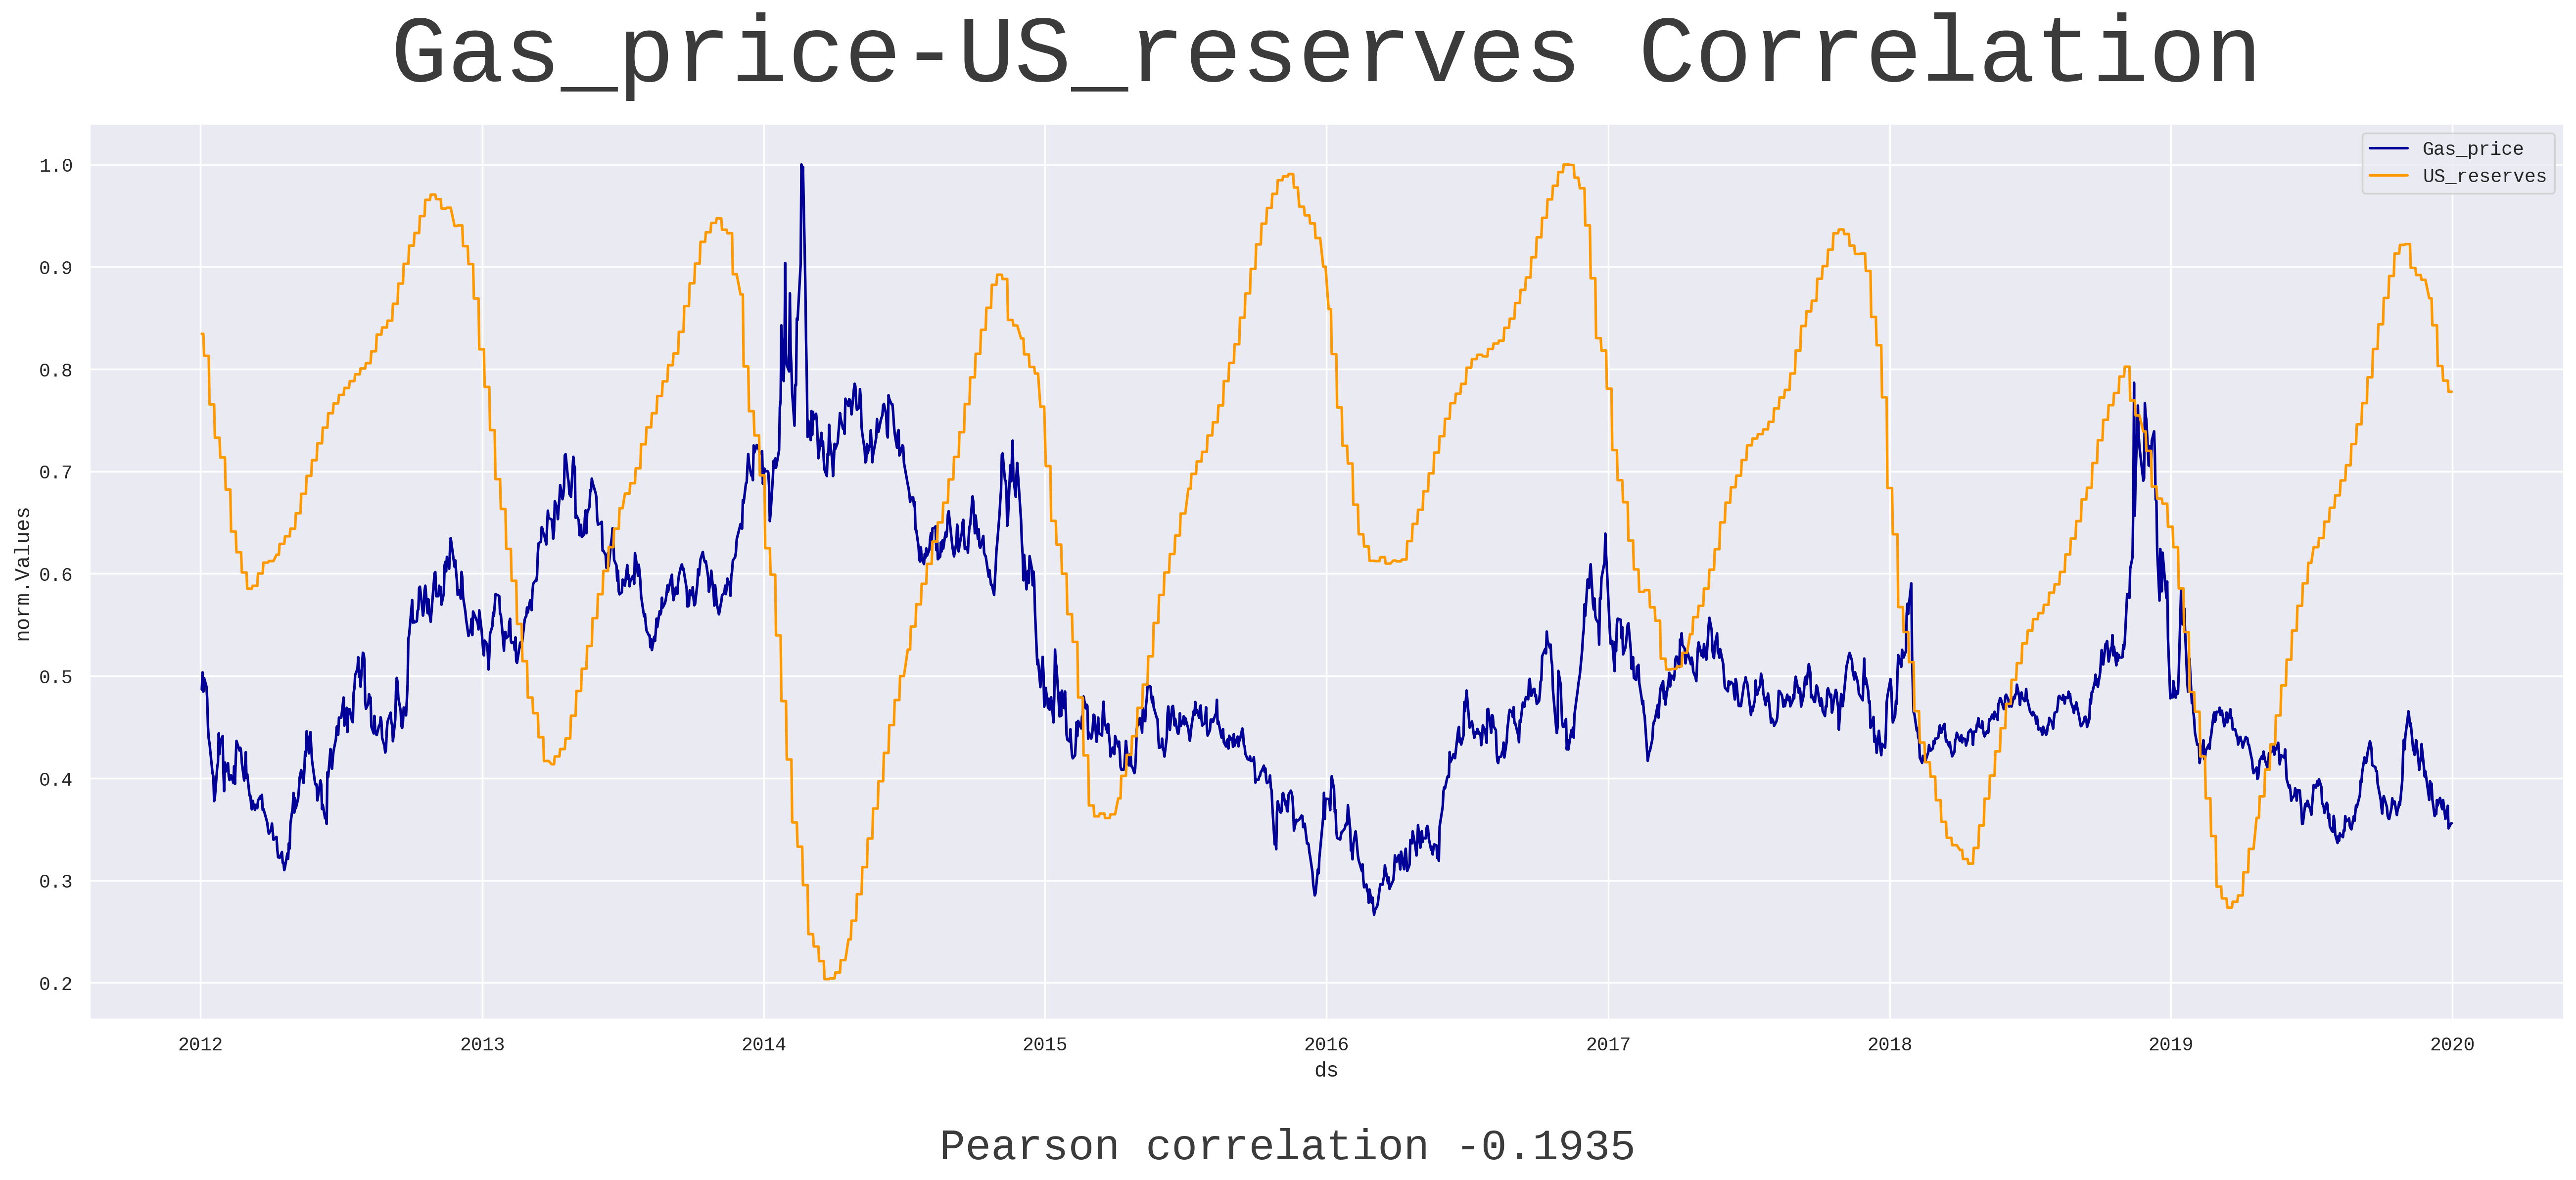 Gas_price-US_reserves Correlation
Gas_price
US_reserves
1.0
0.9
0.8
0.7
0.6
0.5
0.4
0.3
0.2
norm.Values
2012 2013 2014 2015 2016 2017 2018 2019 2020
ds
Pearson correlation -0.1935